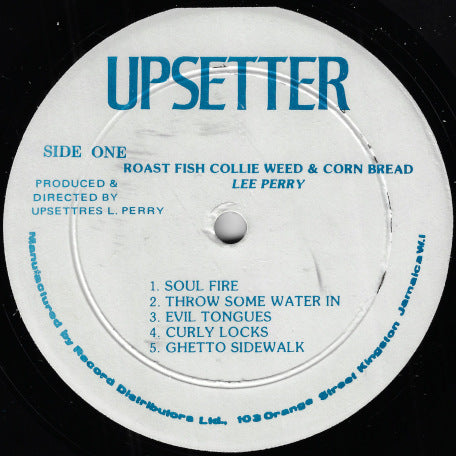 UPSETTER
SIDE ONE
ROAST FISH COLLIE WEED & CORN BREAD
LEE PERRY
PRODUCED &
DIRECTED BY
UPSETTRES L. PERRY
1. SOUL FIRE
2. THROW SOME WATER IN
3. EVIL TONGUES
4. CURLY LOCKS
5. GHETTO SIDEWALK
Manufactured by Record Distributors Ltd., 103 Orange Street Kingston Jamaica W.I